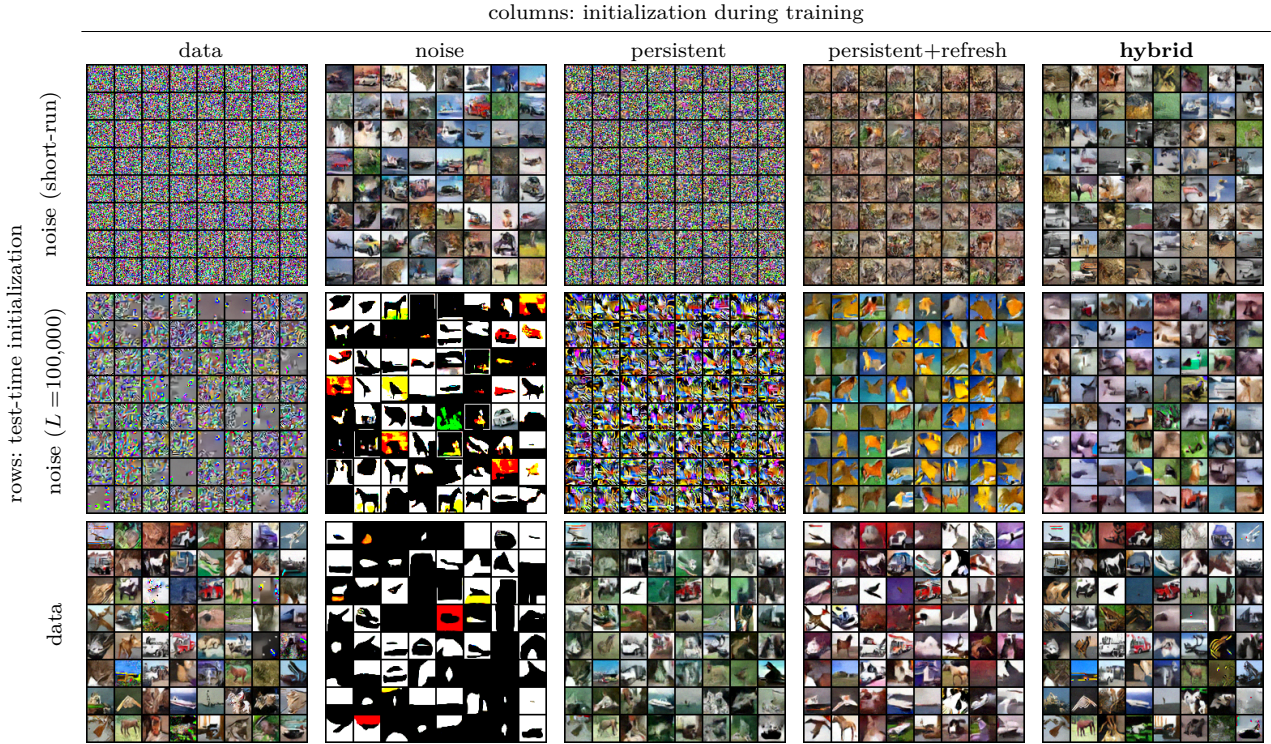 columns: initialization during training
data noise persistent persistent+refresh hybrid
rows: test-time initialization
noise (short-run)
noise (L = 100,000)
data